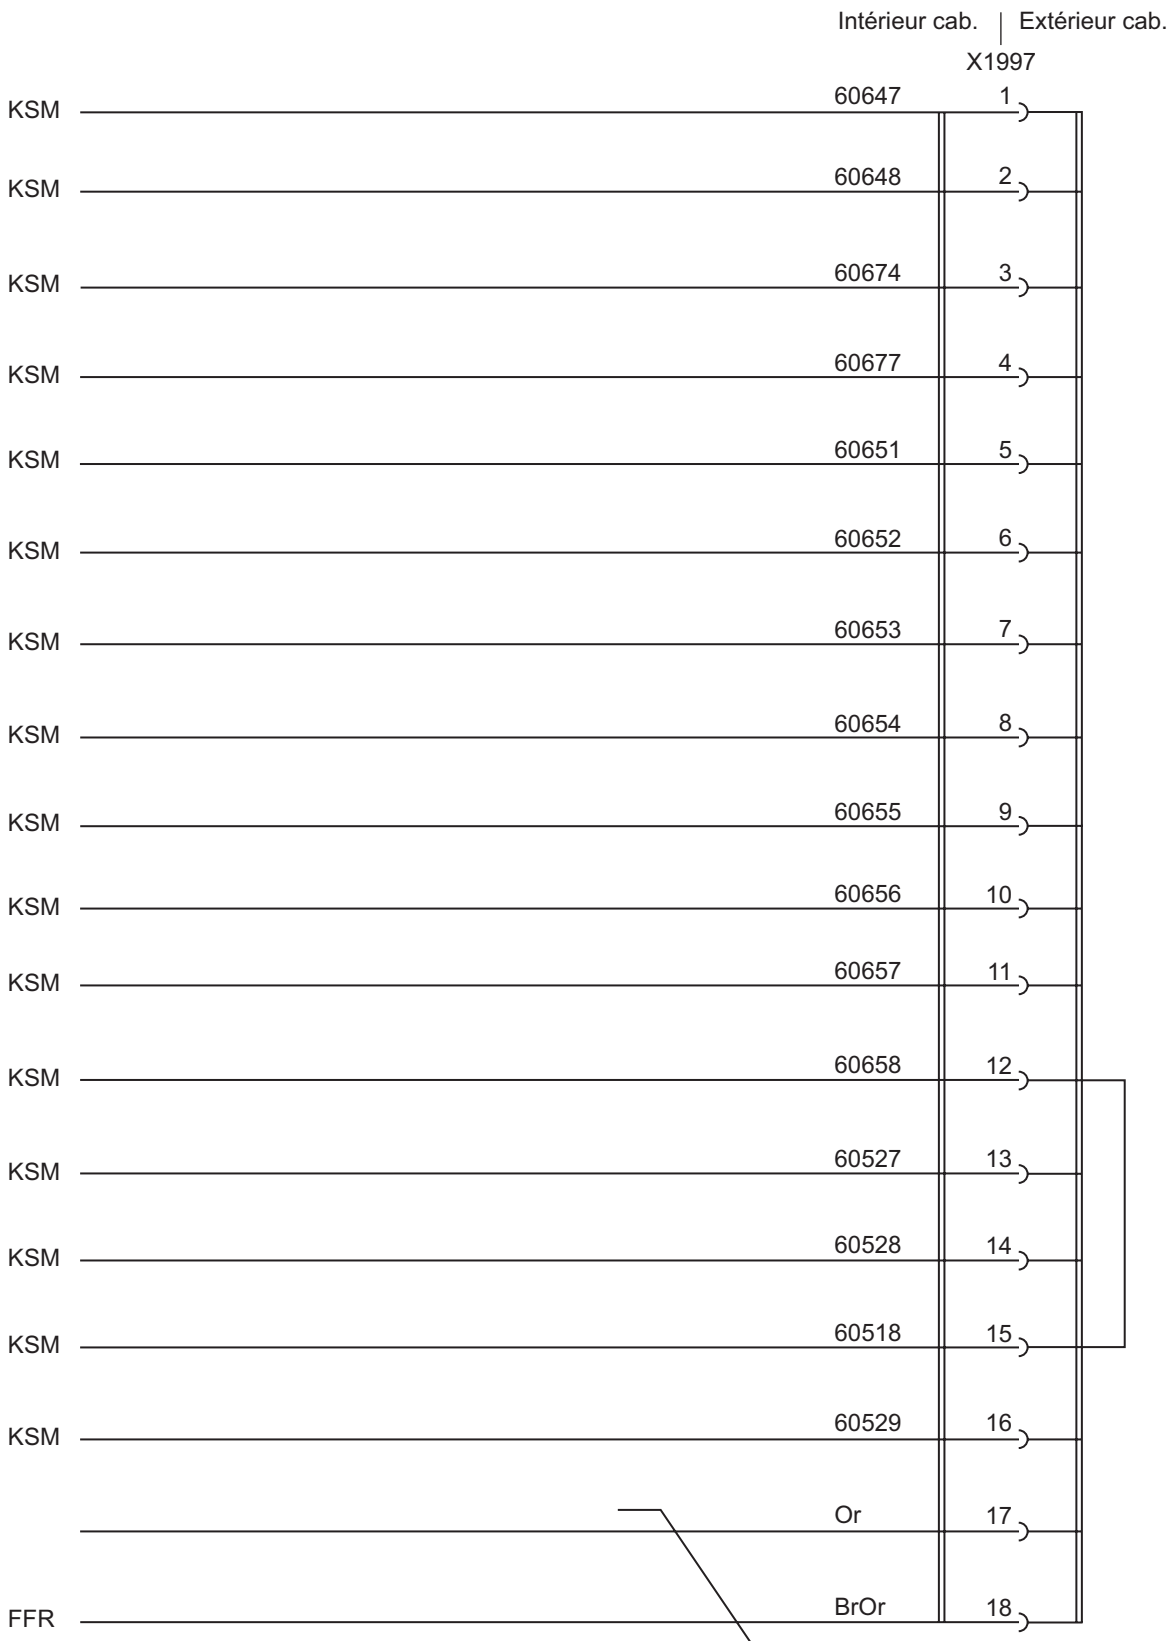 Intérieur cab. | Extérieur cab.
X1997
KSM 60647 1
KSM 60648 2
KSM 60674 3
KSM 60677 4
KSM 60651 5
KSM 60652 6
KSM 60653 7
KSM 60654 8
KSM 60655 9
KSM 60656 10
KSM 60657 11
KSM 60658 12
KSM 60527 13
KSM 60528 14
KSM 60518 15
KSM 60529 16
Or 17
FFR BrOr 18